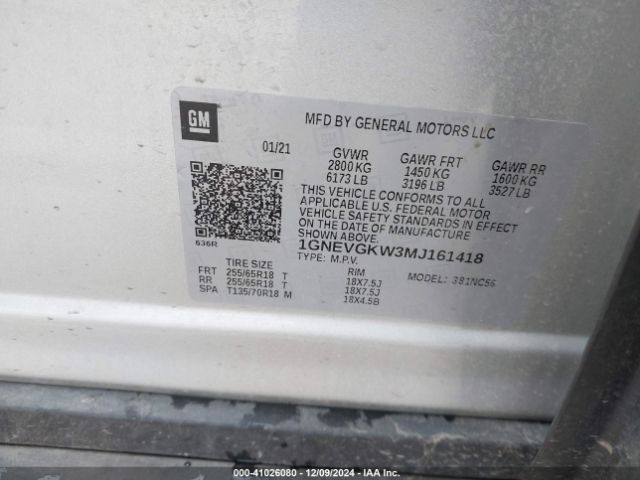 GM
MFD BY GENERAL MOTORS LLC
01/21
GVWR GAWR FRT GAWR RR
2800 KG 1450 KG 1600 KG
6173 LB 3196 LB 3527 LB
THIS VEHICLE CONFORMS TO ALL
APPLICABLE U.S. FEDERAL MOTOR
VEHICLE SAFETY STANDARDS IN EFFECT
ON THE DATE OF MANUFACTURE
SHOWN ABOVE.
636R
1GNEVGKW3MJ161418
TYPE: M.P.V.
MODEL: 381NC56
TIRE SIZE RIM
FRT 255/65R18 T 18X7.5J
RR 255/65R18 T 18X7.5J
SPA T135/70R18 M 18X4.5B
000-41026080 - 12/09/2024 - IAA Inc.